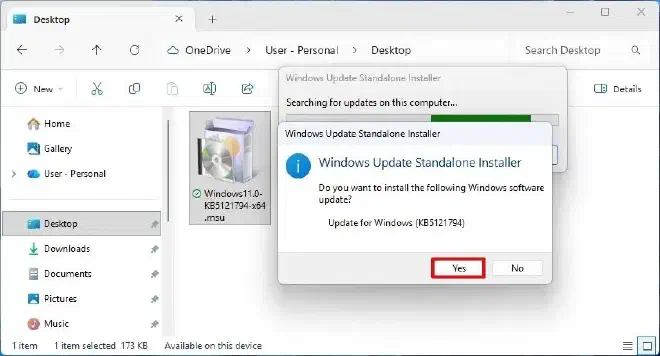 Desktop
OneDrive
User - Personal
Desktop
Search Desktop
New
Details
Windows Update Standalone Installer
Searching for updates on this computer...
Home
Gallery
User - Personal
Desktop
Downloads
Documents
Pictures
Music
Windows11.0-
KB5121794-x64
.msu
Windows Update Standalone Installer
Windows Update Standalone Installer
Do you want to install the following Windows software
update?
Update for Windows (KB5121794)
Yes
No
1 item
1 item selected 173 KB
Available on this device